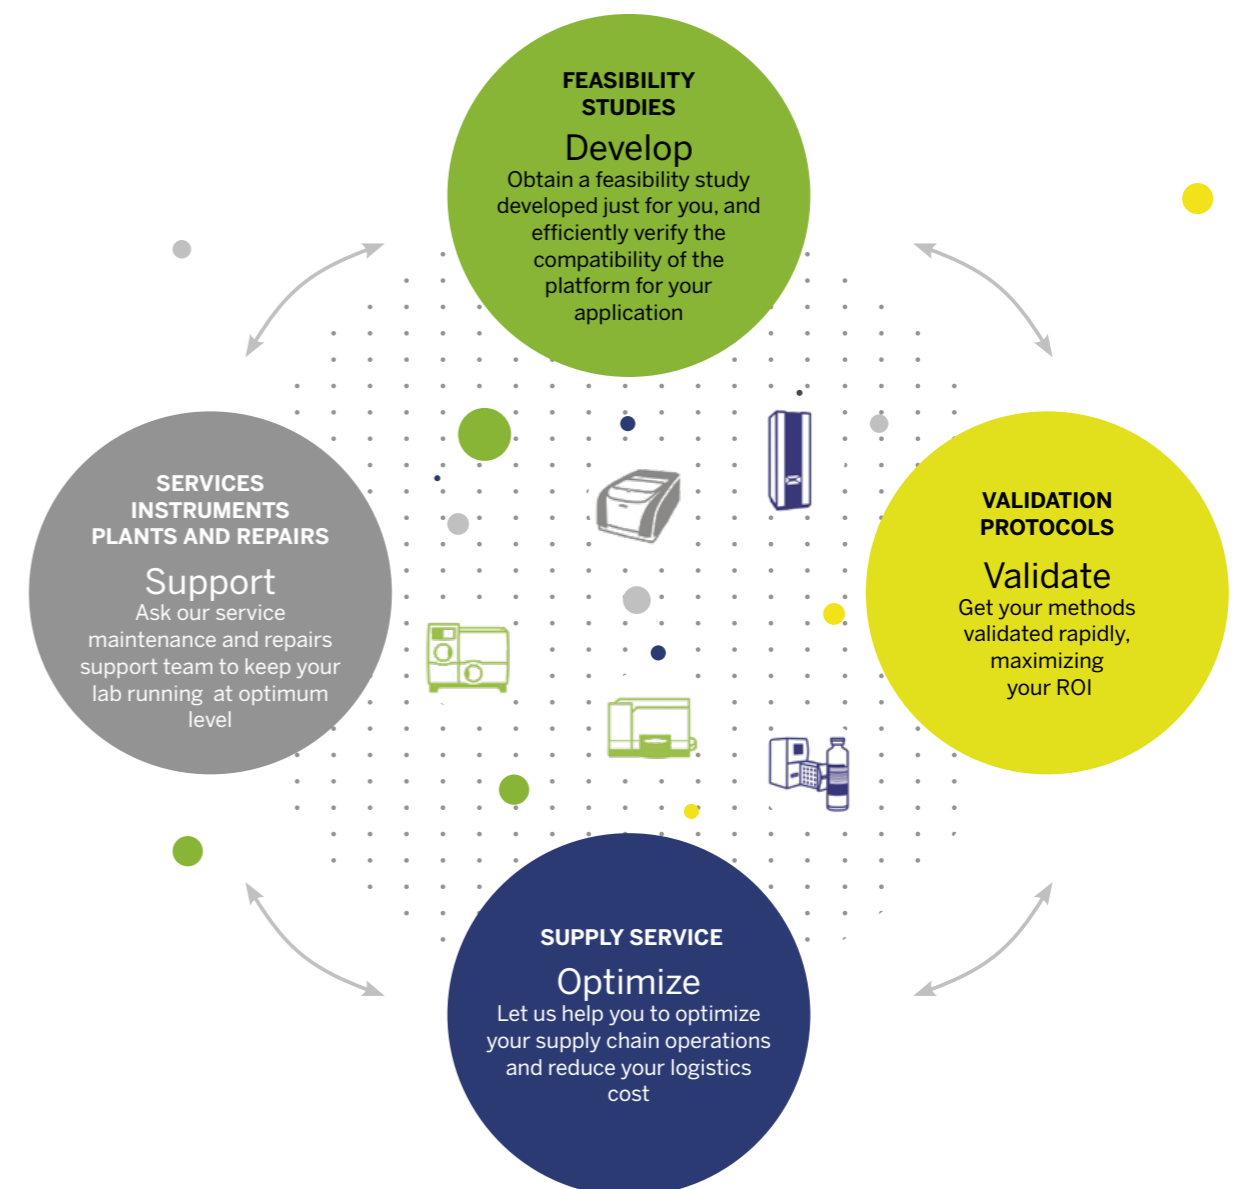 FEASIBILITY
STUDIES
Develop
Obtain a feasibility study
developed just for you, and
efficiently verify the
compatibility of the
platform for your
application
SERVICES
INSTRUMENTS
PLANTS AND REPAIRS
Support
Ask our service
maintenance and repairs
support team to keep your
lab running at optimum
level
VALIDATION
PROTOCOLS
Validate
Get your methods
validated rapidly,
maximizing
your ROI
SUPPLY SERVICE
Optimize
Let us help you to optimize
your supply chain operations
and reduce your logistics
cost